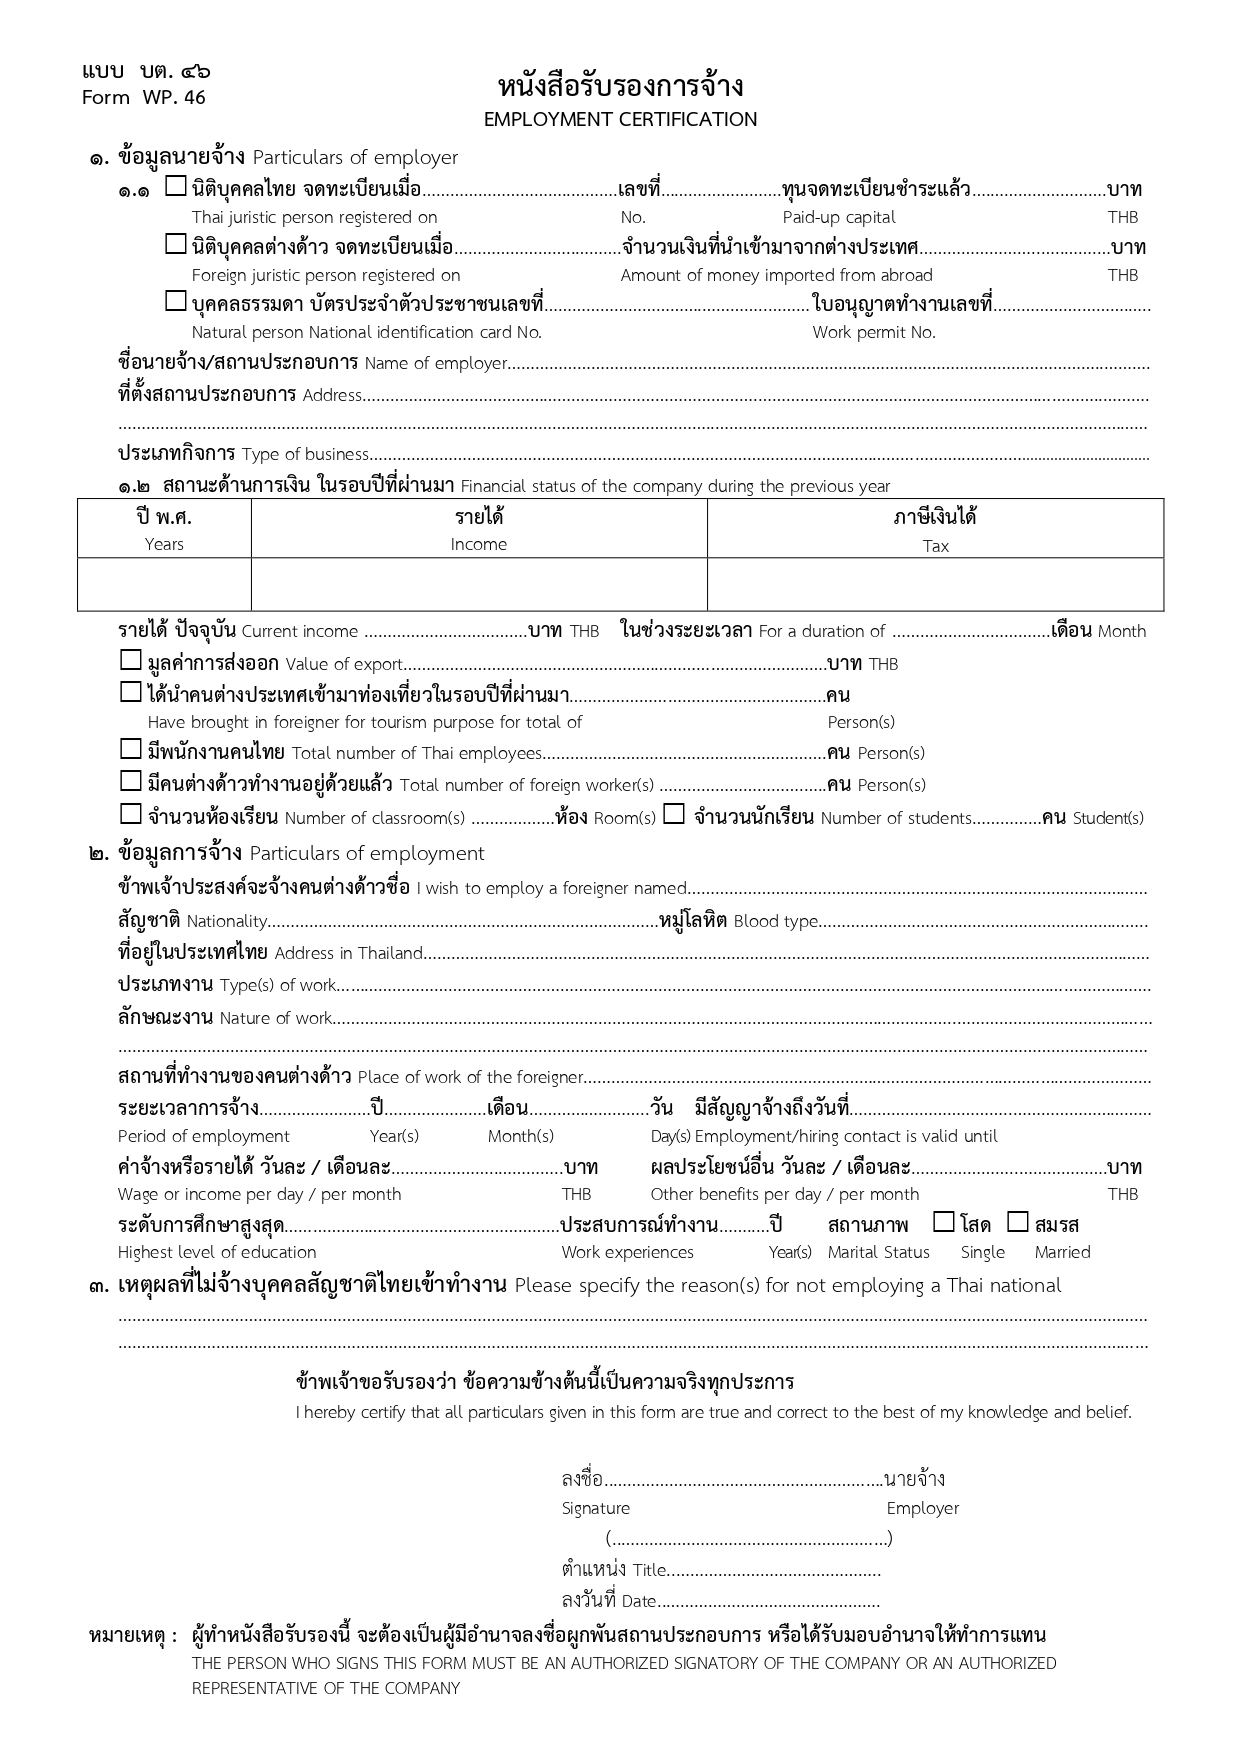 แบบ บต. ๔๖
Form WP. 46
หนังสือรับรองการจ้าง
EMPLOYMENT CERTIFICATION
๑. ข้อมูลนายจ้าง Particulars of employer
๑.๑ ☐ นิติบุคคลไทย จดทะเบียนเมื่อ..........เลขที่..........ทุนจดทะเบียนชำระแล้ว..........บาท
Thai juristic person registered on No. Paid-up capital THB
☐ นิติบุคคลต่างด้าว จดทะเบียนเมื่อ..........จำนวนเงินที่นำเข้ามาจากต่างประเทศ..........บาท
Foreign juristic person registered on Amount of money imported from abroad THB
☐ บุคคลธรรมดา บัตรประจำตัวประชาชนเลขที่..........ใบอนุญาตทำงานเลขที่..........
Natural person National identification card No. Work permit No.
ชื่อนายจ้าง/สถานประกอบการ Name of employer..........
ที่ตั้งสถานประกอบการ Address..........
..........
ประเภทกิจการ Type of business..........
๑.๒ สถานะด้านการเงิน ในรอบปีที่ผ่านมา Financial status of the company during the previous year
ปี พ.ศ. รายได้ ภาษีเงินได้
Years Income Tax
รายได้ ปัจจุบัน Current income ..........บาท THB ในช่วงระยะเวลา For a duration of ..........เดือน Month
☐ มูลค่าการส่งออก Value of export..........บาท THB
☐ ได้นำคนต่างประเทศเข้ามาท่องเที่ยวในรอบปีที่ผ่านมา..........คน
Have brought in foreigner for tourism purpose for total of Person(s)
☐ มีพนักงานคนไทย Total number of Thai employees..........คน Person(s)
☐ มีคนต่างด้าวทำงานอยู่ด้วยแล้ว Total number of foreign worker(s) ..........คน Person(s)
☐ จำนวนห้องเรียน Number of classroom(s) ..........ห้อง Room(s) ☐ จำนวนนักเรียน Number of students..........คน Student(s)
๒. ข้อมูลการจ้าง Particulars of employment
ข้าพเจ้าประสงค์จะจ้างคนต่างด้าวชื่อ I wish to employ a foreigner named..........
สัญชาติ Nationality..........หมู่โลหิต Blood type..........
ที่อยู่ในประเทศไทย Address in Thailand..........
ประเภทงาน Type(s) of work..........
ลักษณะงาน Nature of work..........
..........
สถานที่ทำงานของคนต่างด้าว Place of work of the foreigner..........
ระยะเวลาการจ้าง..........ปี..........เดือน..........วัน มีสัญญาจ้างถึงวันที่..........
Period of employment Year(s) Month(s) Day(s) Employment/hiring contact is valid until
ค่าจ้างหรือรายได้ วันละ / เดือนละ..........บาท ผลประโยชน์อื่น วันละ / เดือนละ..........บาท
Wage or income per day / per month THB Other benefits per day / per month THB
ระดับการศึกษาสูงสุด..........ประสบการณ์ทำงาน..........ปี สถานภาพ ☐ โสด ☐ สมรส
Highest level of education Work experiences Year(s) Marital Status Single Married
๓. เหตุผลที่ไม่จ้างบุคคลสัญชาติไทยเข้าทำงาน Please specify the reason(s) for not employing a Thai national
..........
..........
ข้าพเจ้าขอรับรองว่า ข้อความข้างต้นนี้เป็นความจริงทุกประการ
I hereby certify that all particulars given in this form are true and correct to the best of my knowledge and belief.
ลงชื่อ..........นายจ้าง
Signature Employer
(..........)
ตำแหน่ง Title..........
ลงวันที่ Date..........
หมายเหตุ : ผู้ทำหนังสือรับรองนี้ จะต้องเป็นผู้มีอำนาจลงชื่อผูกพันสถานประกอบการ หรือได้รับมอบอำนาจให้ทำการแทน
THE PERSON WHO SIGNS THIS FORM MUST BE AN AUTHORIZED SIGNATORY OF THE COMPANY OR AN AUTHORIZED
REPRESENTATIVE OF THE COMPANY